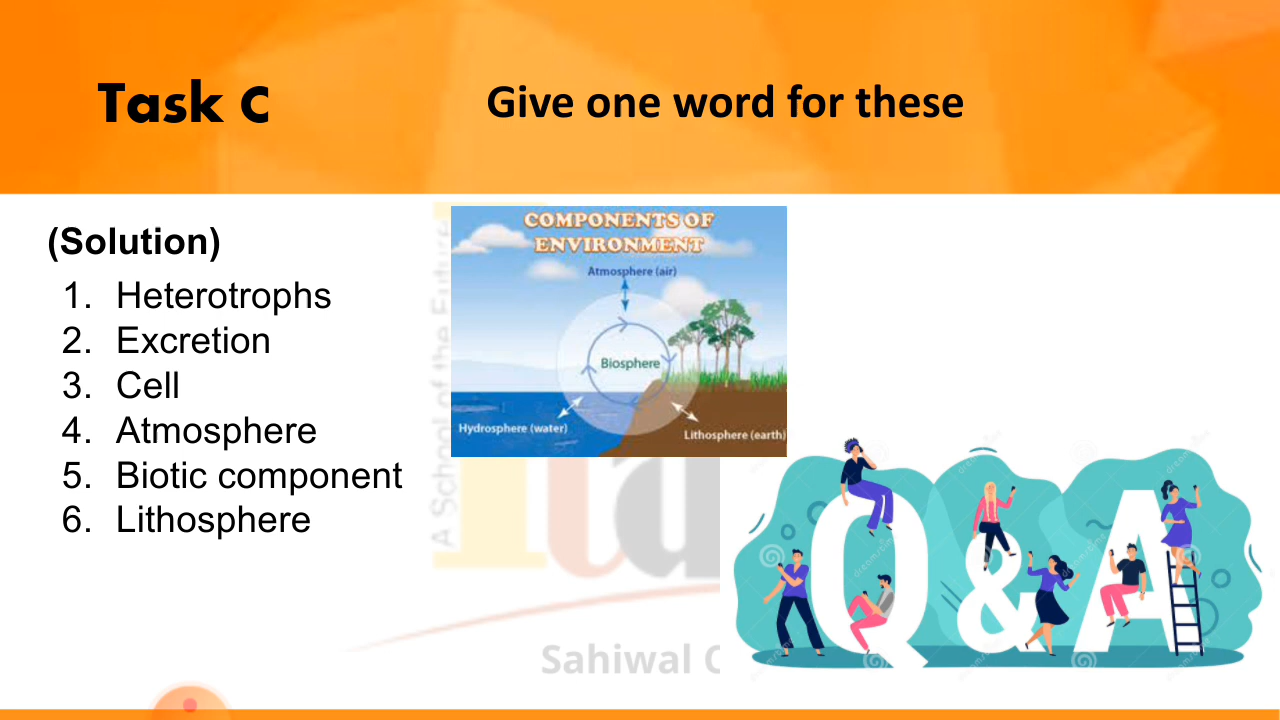 Task C
Give one word for these
(Solution)
1. Heterotrophs
2. Excretion
3. Cell
4. Atmosphere
5. Biotic component
6. Lithosphere
COMPONENTS OF
ENVIRONMENT
Atmosphere (air)
Biosphere
Hydrosphere (water)
Lithosphere (earth)
A School of the Future
Sahiwal C
Q & A